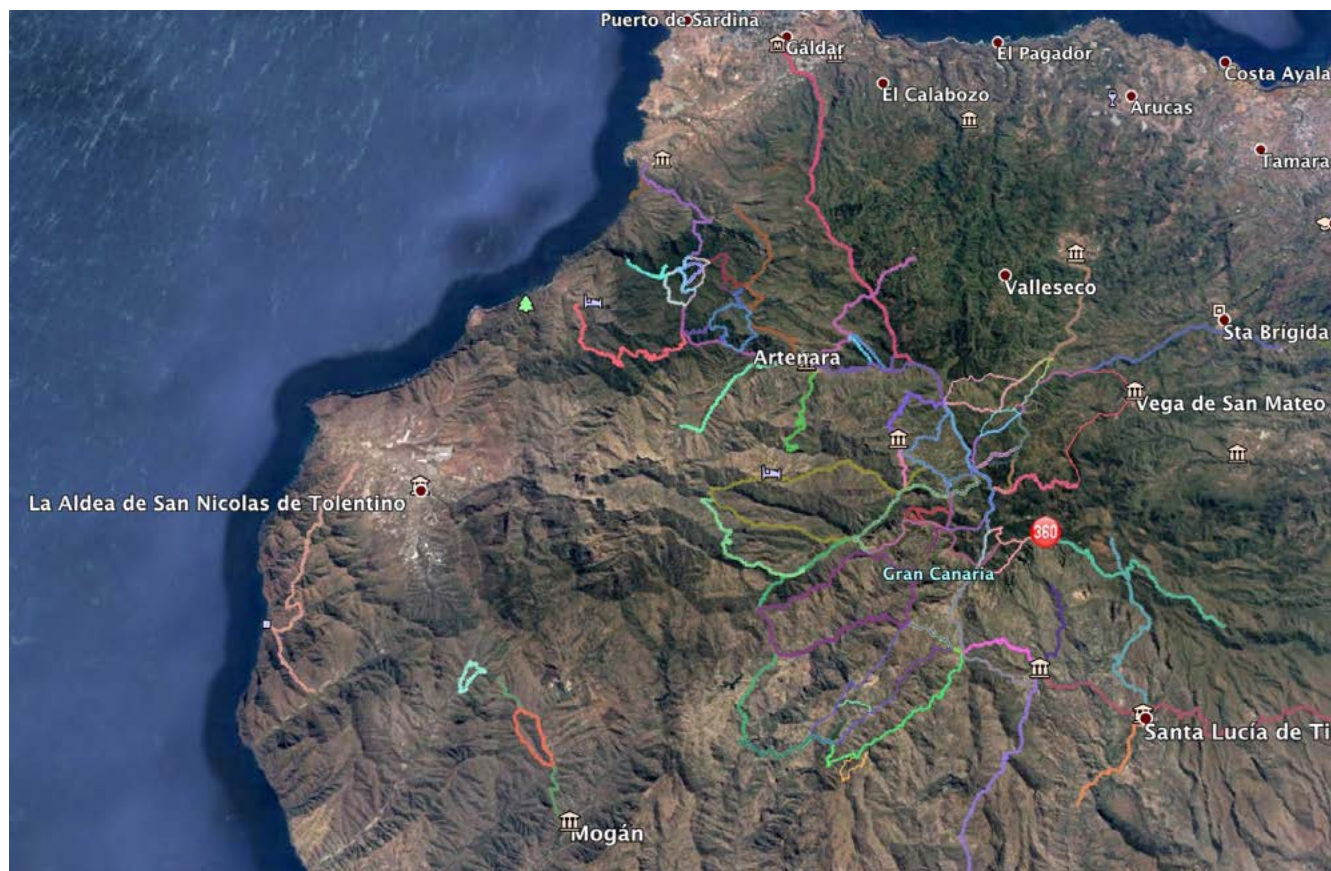 Puerto de Sardina
Gáldar
El Pagador
Costa Ayala
El Calabozo
Arucas
Tamara
Valleseco
Sta Brígida
Artenara
Vega de San Mateo
La Aldea de San Nicolas de Tolentino
360
Gran Canaria
Santa Lucía de Ti
Mogán